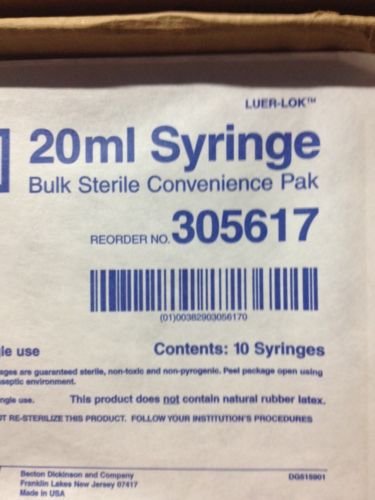 LUER-LOK™
20ml Syringe
Bulk Sterile Convenience Pak
REORDER NO. 305617
(01)00382903056170
le use
Contents: 10 Syringes
ages are guaranteed sterile, non-toxic and non-pyrogenic. Peel package open using
septic environment.
ngle use. This product does not contain natural rubber latex.
OT RE-STERILIZE THIS PRODUCT. FOLLOW YOUR INSTITUTION'S PROCEDURES
Becton Dickinson and Company
Franklin Lakes New Jersey 07417
Made in USA
DG515901